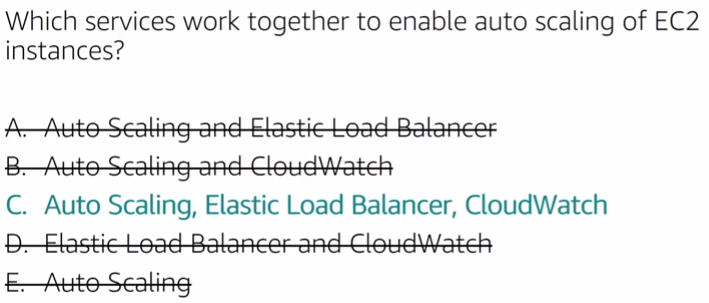 Which services work together to enable auto scaling of EC2
instances?
A. Auto Scaling and Elastic Load Balancer
B. Auto Scaling and CloudWatch
C. Auto Scaling, Elastic Load Balancer, CloudWatch
D. Elastic Load Balancer and CloudWatch
E. Auto Scaling